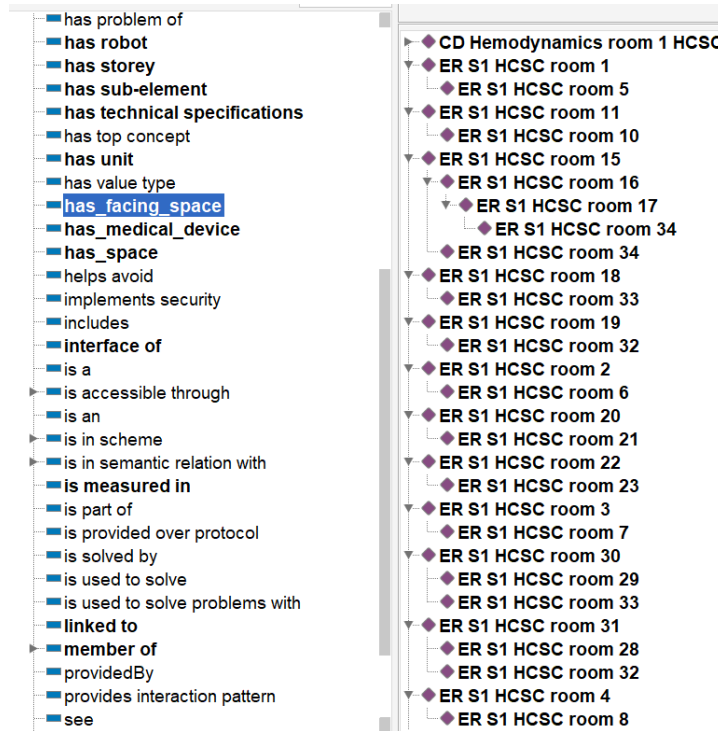 has problem of
has robot
has storey
has sub-element
has technical specifications
has top concept
has unit
has value type
has_facing_space
has_medical_device
has_space
helps avoid
implements security
includes
interface of
is a
is accessible through
is an
is in scheme
is in semantic relation with
is measured in
is part of
is provided over protocol
is solved by
is used to solve
is used to solve problems with
linked to
member of
providedBy
provides interaction pattern
see
CD Hemodynamics room 1 HCSC
ER S1 HCSC room 1
ER S1 HCSC room 5
ER S1 HCSC room 11
ER S1 HCSC room 10
ER S1 HCSC room 15
ER S1 HCSC room 16
ER S1 HCSC room 17
ER S1 HCSC room 34
ER S1 HCSC room 34
ER S1 HCSC room 18
ER S1 HCSC room 33
ER S1 HCSC room 19
ER S1 HCSC room 32
ER S1 HCSC room 2
ER S1 HCSC room 6
ER S1 HCSC room 20
ER S1 HCSC room 21
ER S1 HCSC room 22
ER S1 HCSC room 23
ER S1 HCSC room 3
ER S1 HCSC room 7
ER S1 HCSC room 30
ER S1 HCSC room 29
ER S1 HCSC room 33
ER S1 HCSC room 31
ER S1 HCSC room 28
ER S1 HCSC room 32
ER S1 HCSC room 4
ER S1 HCSC room 8